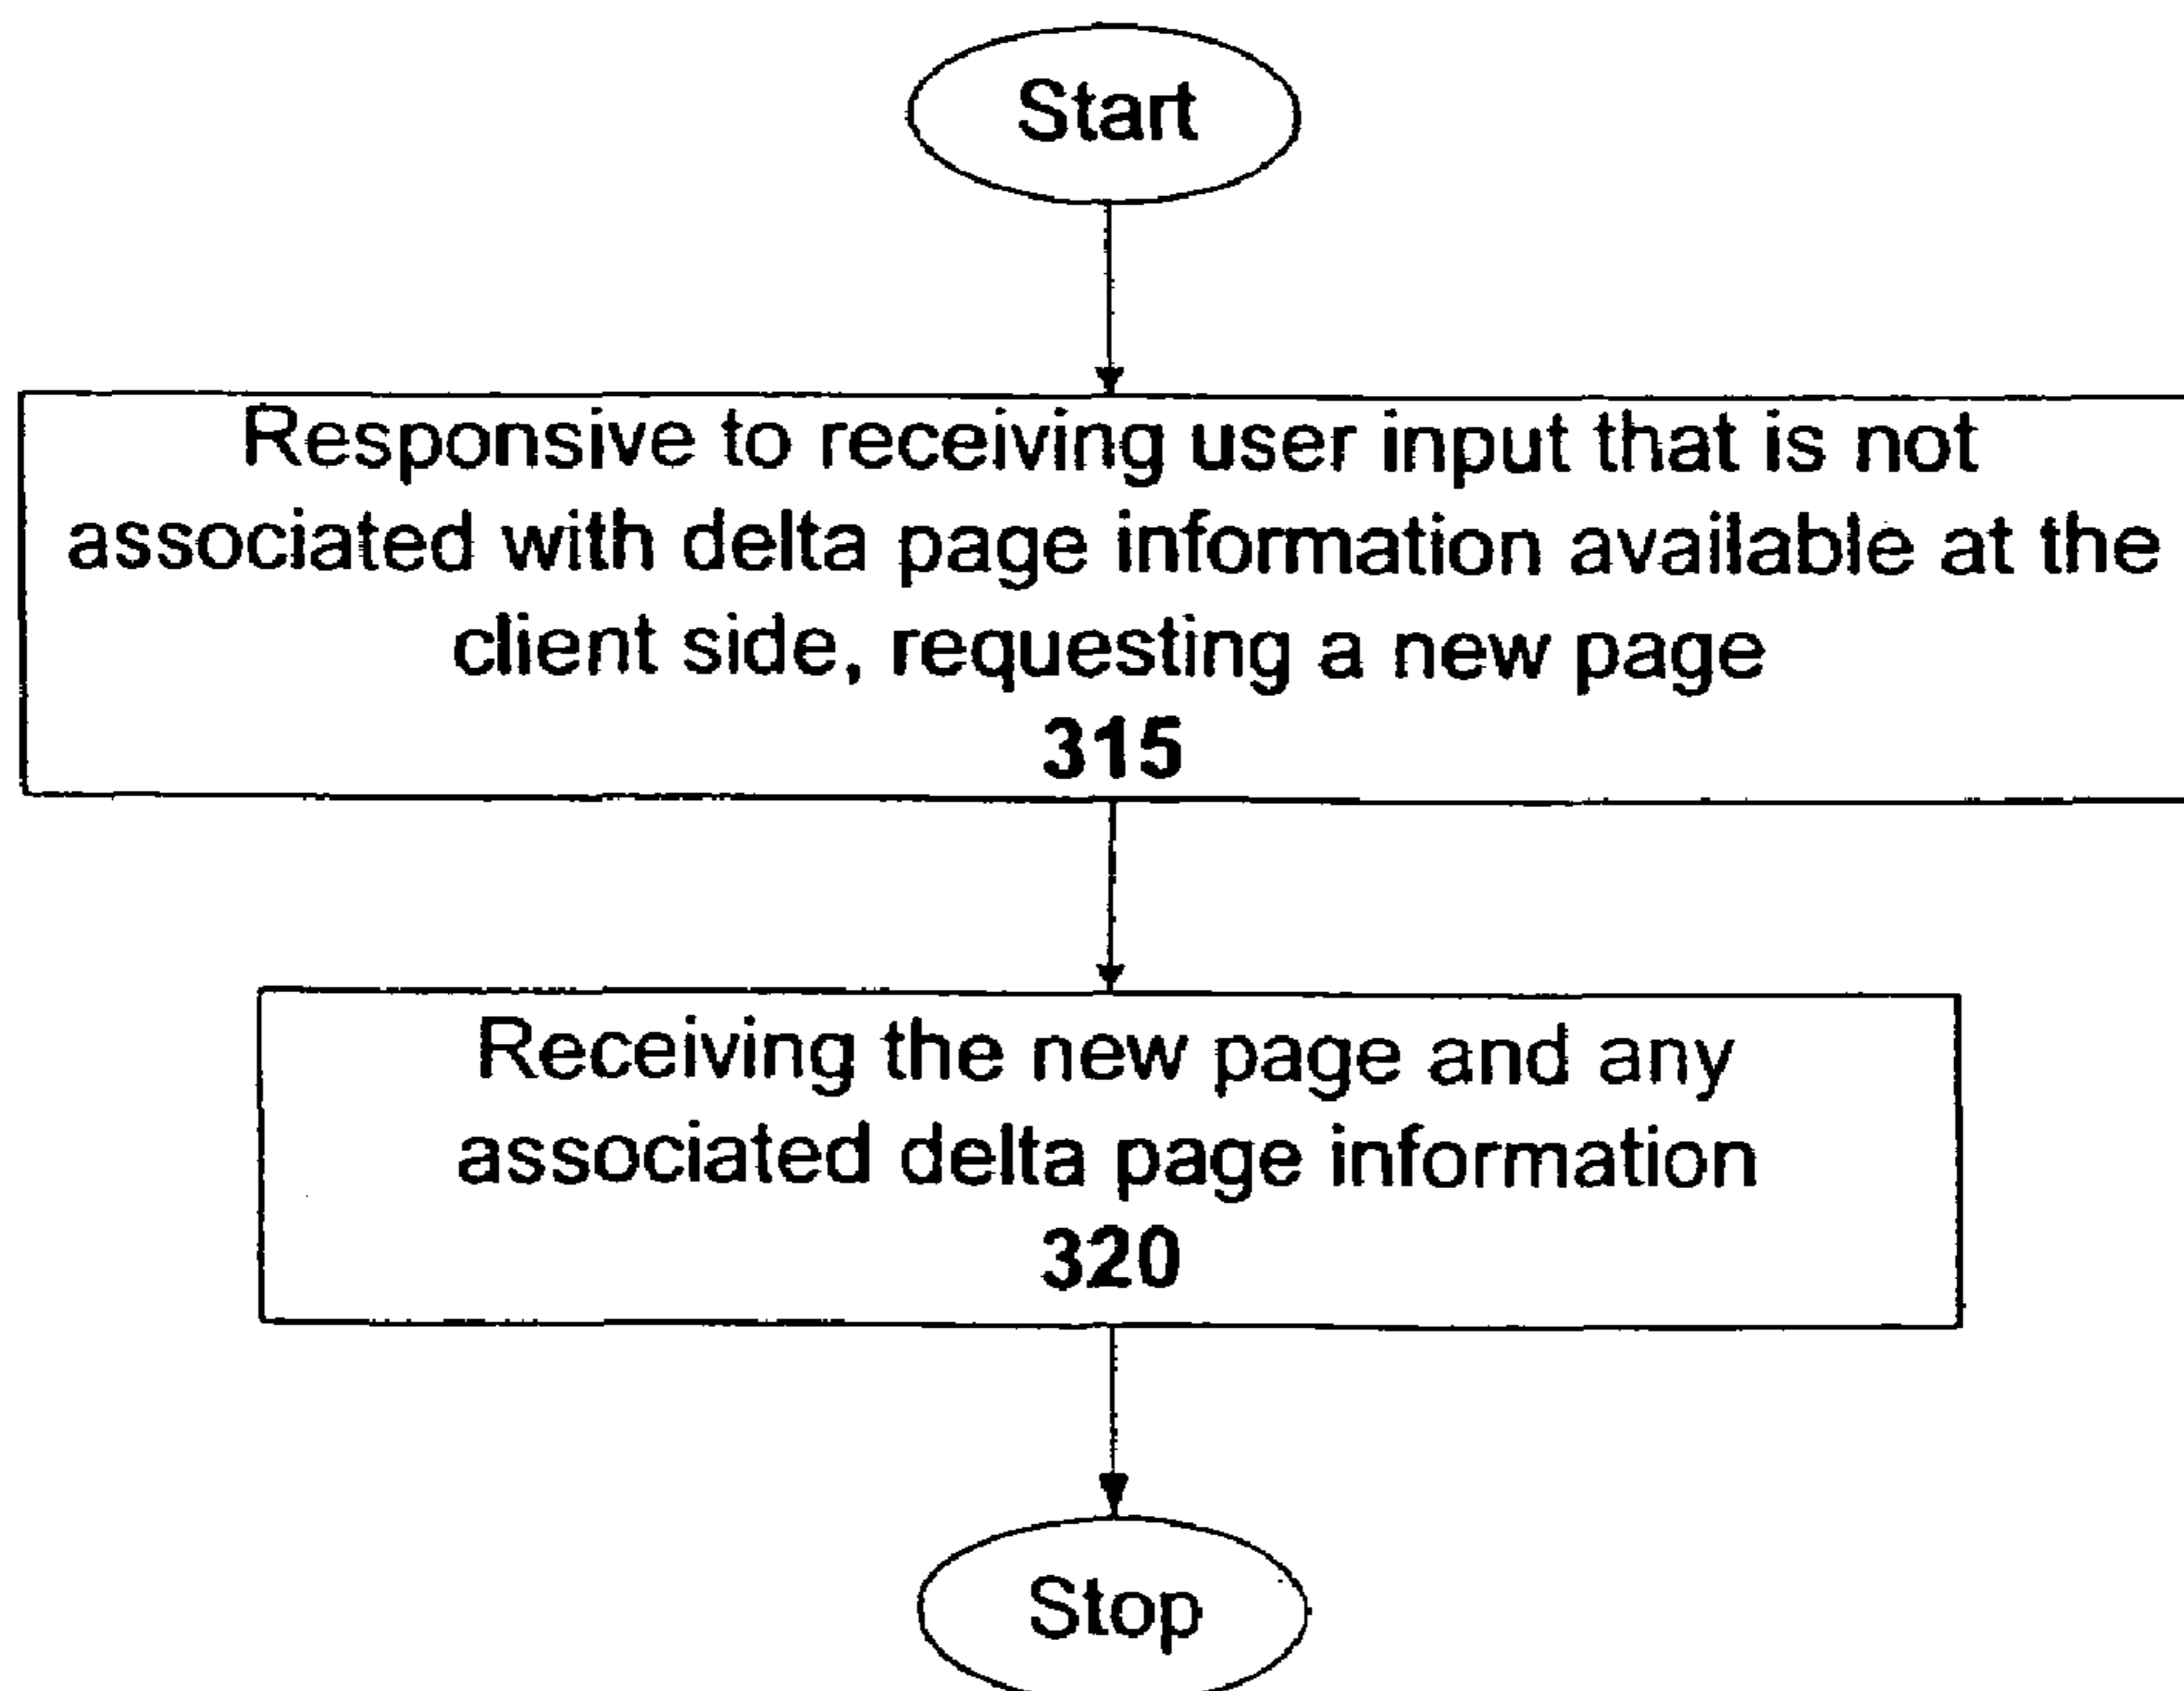 Start
Responsive to receiving user input that is not
associated with delta page information available at the
client side, requesting a new page
315
Receiving the new page and any
associated delta page information
320
Stop